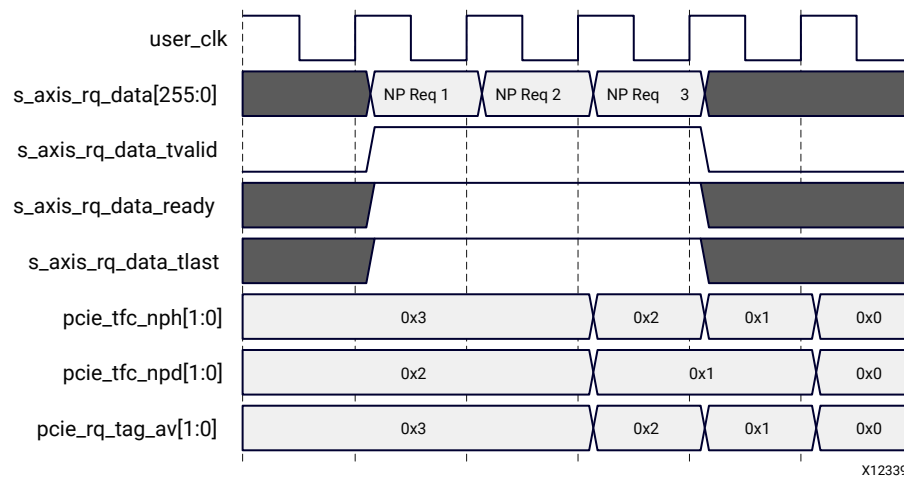 user_clk
s_axis_rq_data[255:0] NP Req 1 NP Req 2 NP Req 3
s_axis_rq_data_tvalid
s_axis_rq_data_ready
s_axis_rq_data_tlast
pcie_tfc_nph[1:0] 0x3 0x2 0x1 0x0
pcie_tfc_npd[1:0] 0x2 0x1 0x0
pcie_rq_tag_av[1:0] 0x3 0x2 0x1 0x0
X12339